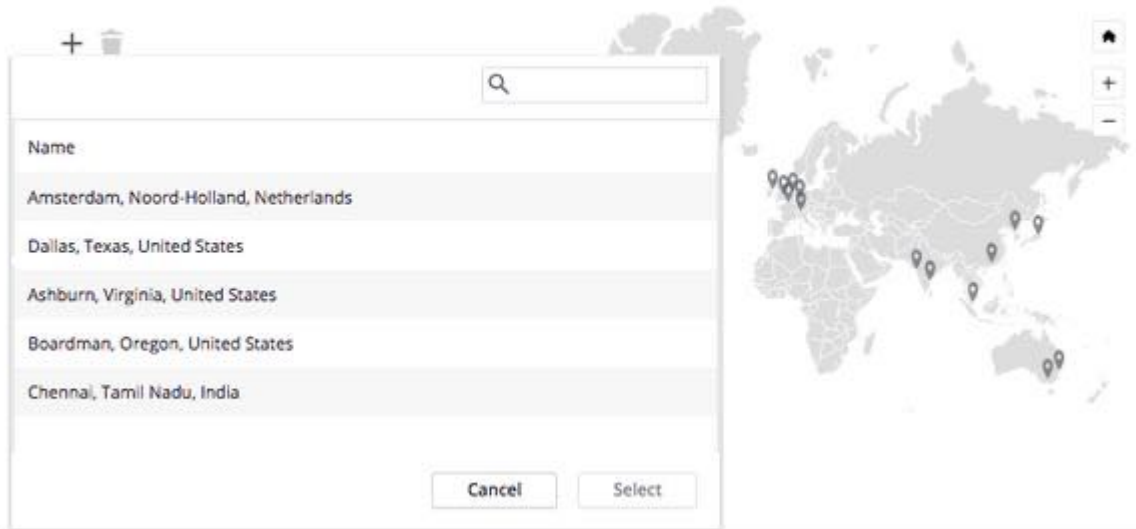 Name
Amsterdam, Noord-Holland, Netherlands
Dallas, Texas, United States
Ashburn, Virginia, United States
Boardman, Oregon, United States
Chennai, Tamil Nadu, India
Cancel Select